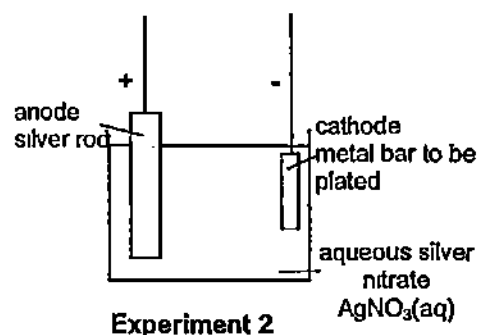 +
-
anode
silver rod
cathode
metal bar to be
plated
aqueous silver
nitrate
AgNO₃(aq)
Experiment 2